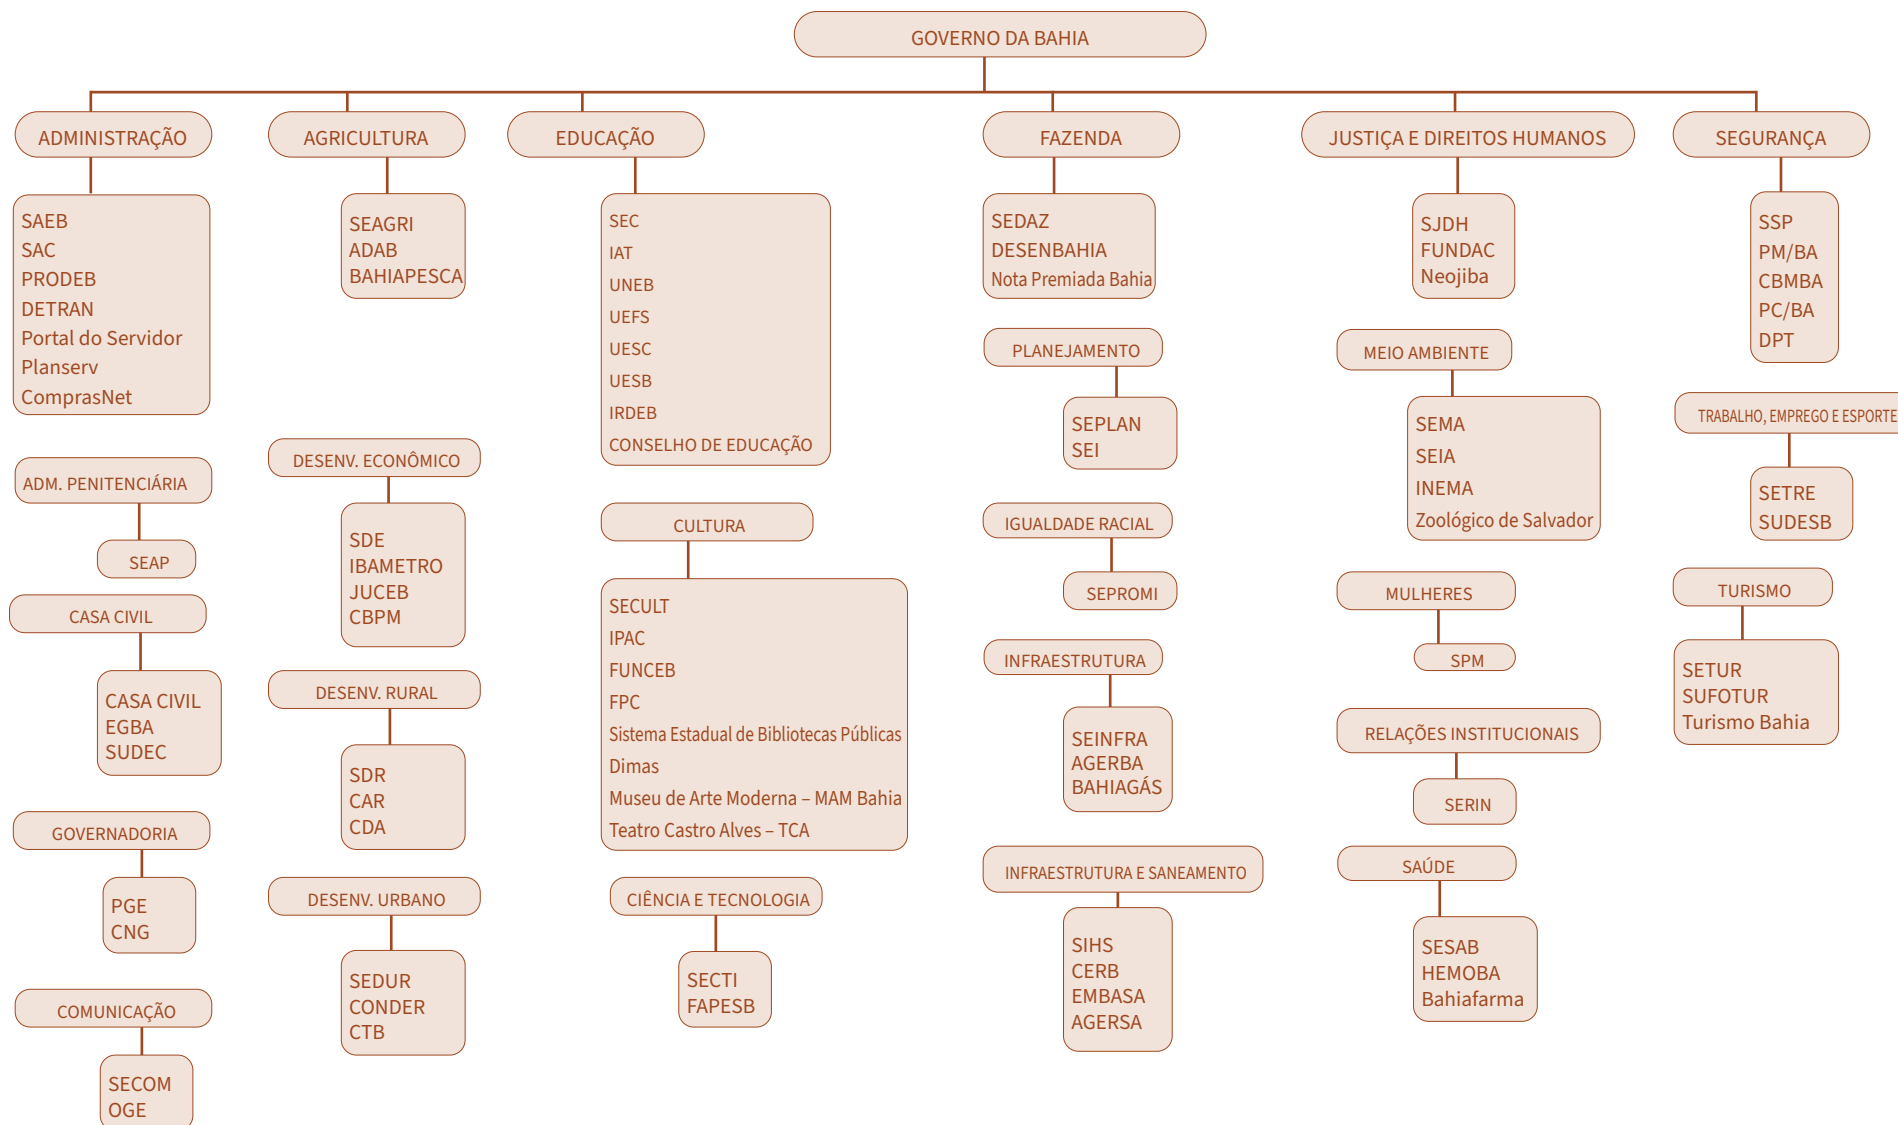 GOVERNO DA BAHIA
ADMINISTRAÇÃO
SAEB
SAC
PRODEB
DETRAN
Portal do Servidor
Planserv
ComprasNet
ADM. PENITENCIÁRIA
SEAP
CASA CIVIL
CASA CIVIL
EGBA
SUDEC
GOVERNADORIA
PGE
CNG
COMUNICAÇÃO
SECOM
OGE
AGRICULTURA
SEAGRI
ADAB
BAHIAPESCA
DESENV. ECONÔMICO
SDE
IBAMETRO
JUCEB
CBPM
DESENV. RURAL
SDR
CAR
CDA
DESENV. URBANO
SEDUR
CONDER
CTB
EDUCAÇÃO
SEC
IAT
UNEB
UEFS
UESC
UESB
IRDEB
CONSELHO DE EDUCAÇÃO
CULTURA
SECULT
IPAC
FUNCEB
FPC
Sistema Estadual de Bibliotecas Públicas
Dimas
Museu de Arte Moderna – MAM Bahia
Teatro Castro Alves – TCA
CIÊNCIA E TECNOLOGIA
SECTI
FAPESB
FAZENDA
SEDAZ
DESENBAHIA
Nota Premiada Bahia
PLANEJAMENTO
SEPLAN
SEI
IGUALDADE RACIAL
SEPROMI
INFRAESTRUTURA
SEINFRA
AGERBA
BAHIAGÁS
INFRAESTRUTURA E SANEAMENTO
SIHS
CERB
EMBASA
AGERSA
JUSTIÇA E DIREITOS HUMANOS
SJDH
FUNDAC
Neojiba
MEIO AMBIENTE
SEMA
SEIA
INEMA
Zoológico de Salvador
MULHERES
SPM
RELAÇÕES INSTITUCIONAIS
SERIN
SAÚDE
SESAB
HEMOBA
Bahiafarma
SEGURANÇA
SSP
PM/BA
CBMBA
PC/BA
DPT
TRABALHO, EMPREGO E ESPORTE
SETRE
SUDESB
TURISMO
SETUR
SUFOTUR
Turismo Bahia